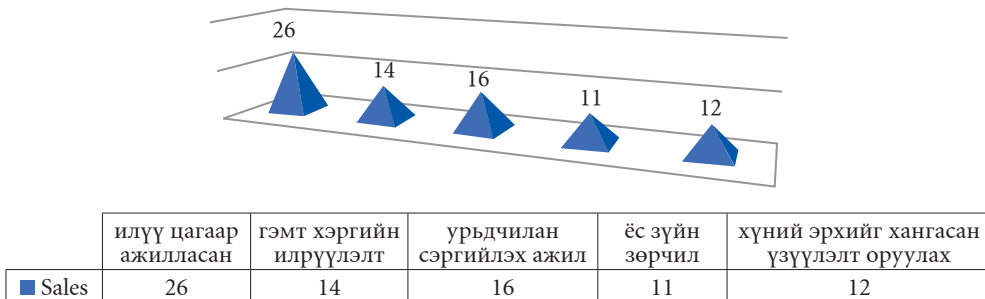 26
14
16
11
12
илүү цагаар гэмт хэргийн урьдчилан ёс зүйн хүний эрхийг хангасан
ажилласан илрүүлэлт сэргийлэх ажил зөрчил үзүүлэлт оруулах
Sales 26 14 16 11 12